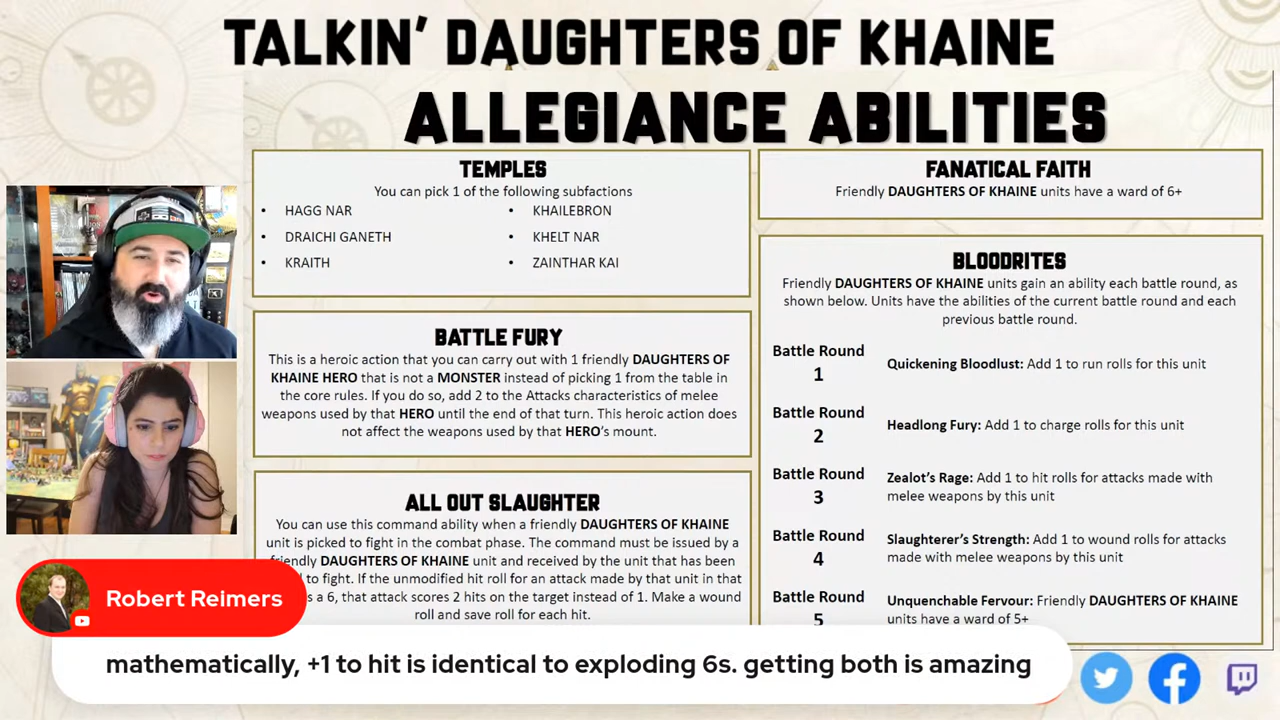 TALKIN' DAUGHTERS OF KHAINE
ALLEGIANCE ABILITIES
TEMPLES
You can pick 1 of the following subfactions
• HAGG NAR
• DRAICHI GANETH
• KRAITH
• KHAILEBRON
• KHELT NAR
• ZAINTHAR KAI
BATTLE FURY
This is a heroic action that you can carry out with 1 friendly DAUGHTERS OF
KHAINE HERO that is not a MONSTER instead of picking 1 from the table in
the core rules. If you do so, add 2 to the Attacks characteristics of melee
weapons used by that HERO until the end of that turn. This heroic action does
not affect the weapons used by that HERO's mount.
ALL OUT SLAUGHTER
You can use this command ability when a friendly DAUGHTERS OF KHAINE
unit is picked to fight in the combat phase. The command must be issued by a
friendly DAUGHTERS OF KHAINE unit and received by the unit that has been
to fight. If the unmodified hit roll for an attack made by that unit in that
s a 6, that attack scores 2 hits on the target instead of 1. Make a wound
roll and save roll for each hit.
FANATICAL FAITH
Friendly DAUGHTERS OF KHAINE units have a ward of 6+
BLOODRITES
Friendly DAUGHTERS OF KHAINE units gain an ability each battle round, as
shown below. Units have the abilities of the current battle round and each
previous battle round.
Battle Round
1
Quickening Bloodlust: Add 1 to run rolls for this unit
Battle Round
2
Headlong Fury: Add 1 to charge rolls for this unit
Battle Round
3
Zealot's Rage: Add 1 to hit rolls for attacks made with
melee weapons by this unit
Battle Round
4
Slaughterer's Strength: Add 1 to wound rolls for attacks
made with melee weapons by this unit
Battle Round
5
Unquenchable Fervour: Friendly DAUGHTERS OF KHAINE
units have a ward of 5+
Robert Reimers
mathematically, +1 to hit is identical to exploding 6s. getting both is amazing